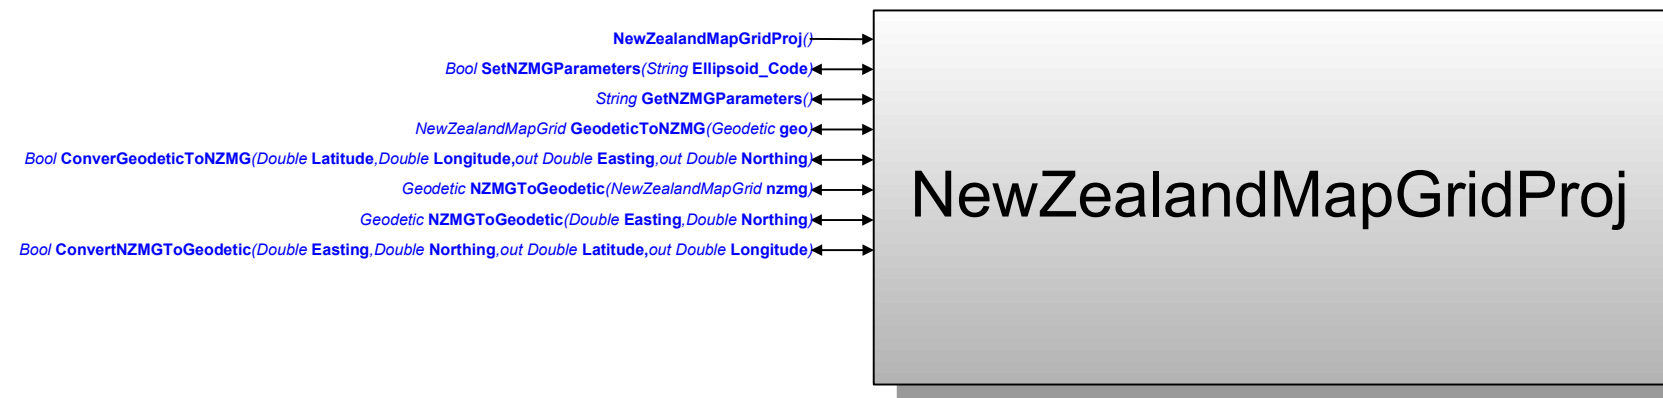 NewZealandMapGridProj()
Bool SetNZMGParameters(String Ellipsoid_Code)
String GetNZMGParameters()
NewZealandMapGrid GeodeticToNZMG(Geodetic geo)
Bool ConverGeodeticToNZMG(Double Latitude,Double Longitude,out Double Easting,out Double Northing)
Geodetic NZMGToGeodetic(NewZealandMapGrid nzmg)
Geodetic NZMGToGeodetic(Double Easting,Double Northing)
Bool ConvertNZMGToGeodetic(Double Easting,Double Northing,out Double Latitude,out Double Longitude)
NewZealandMapGridProj